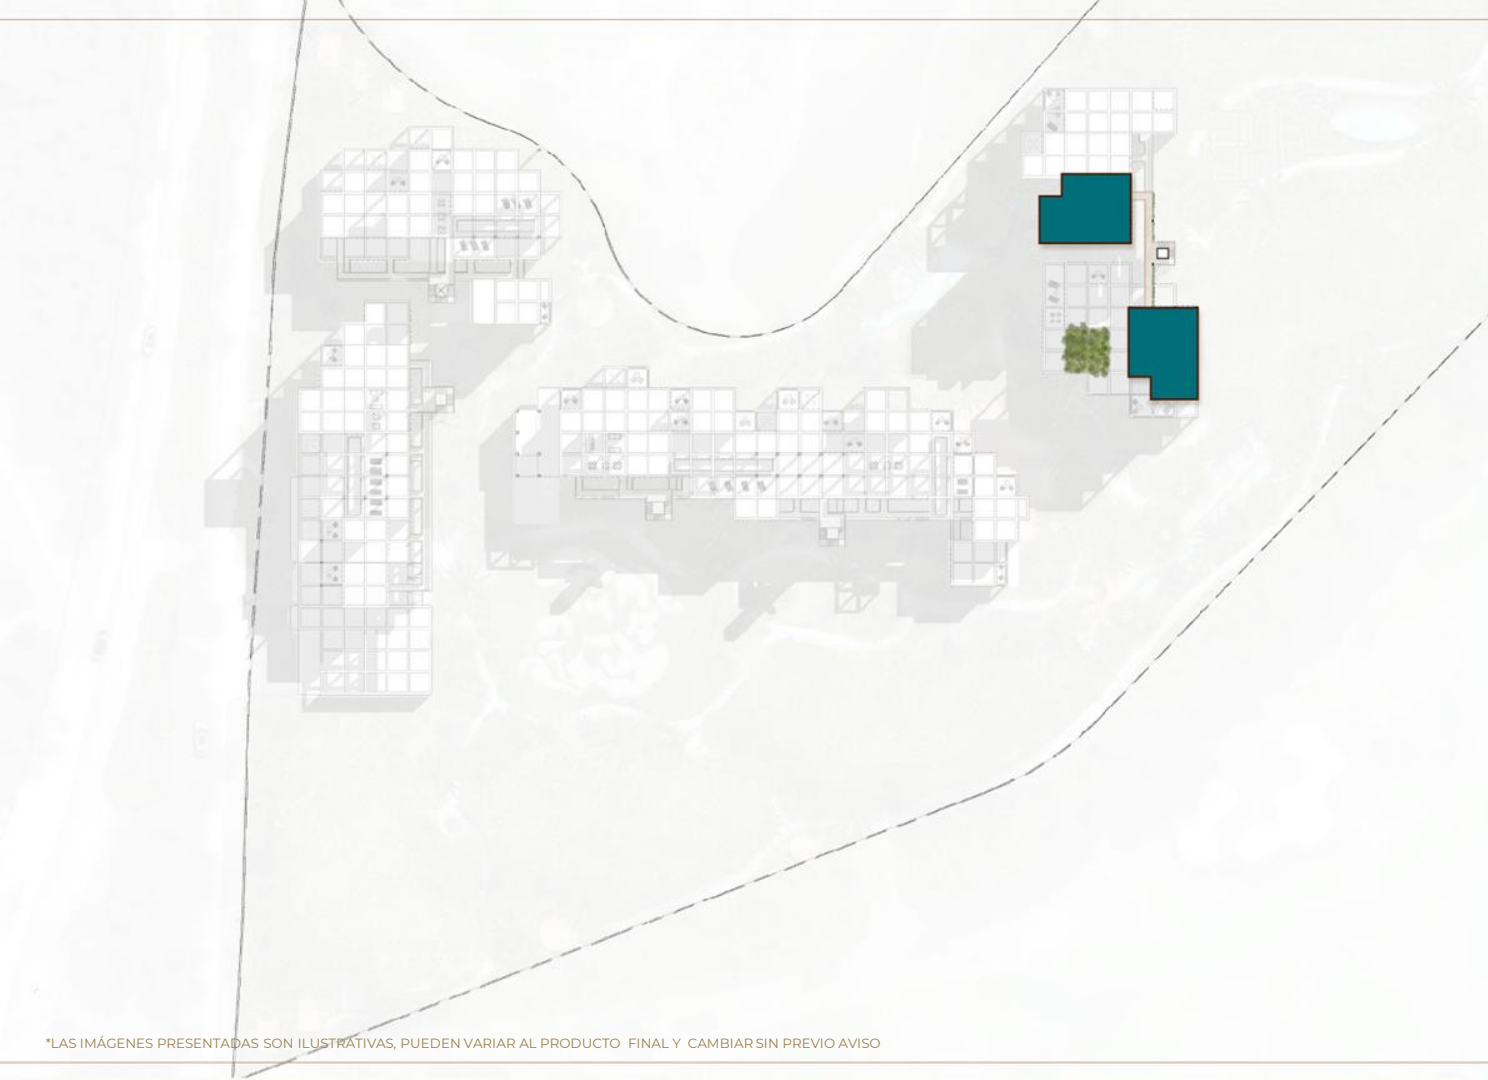 *LAS IMÁGENES PRESENTADAS SON ILUSTRATIVAS, PUEDEN VARIAR AL PRODUCTO FINAL Y CAMBIAR SIN PREVIO AVISO